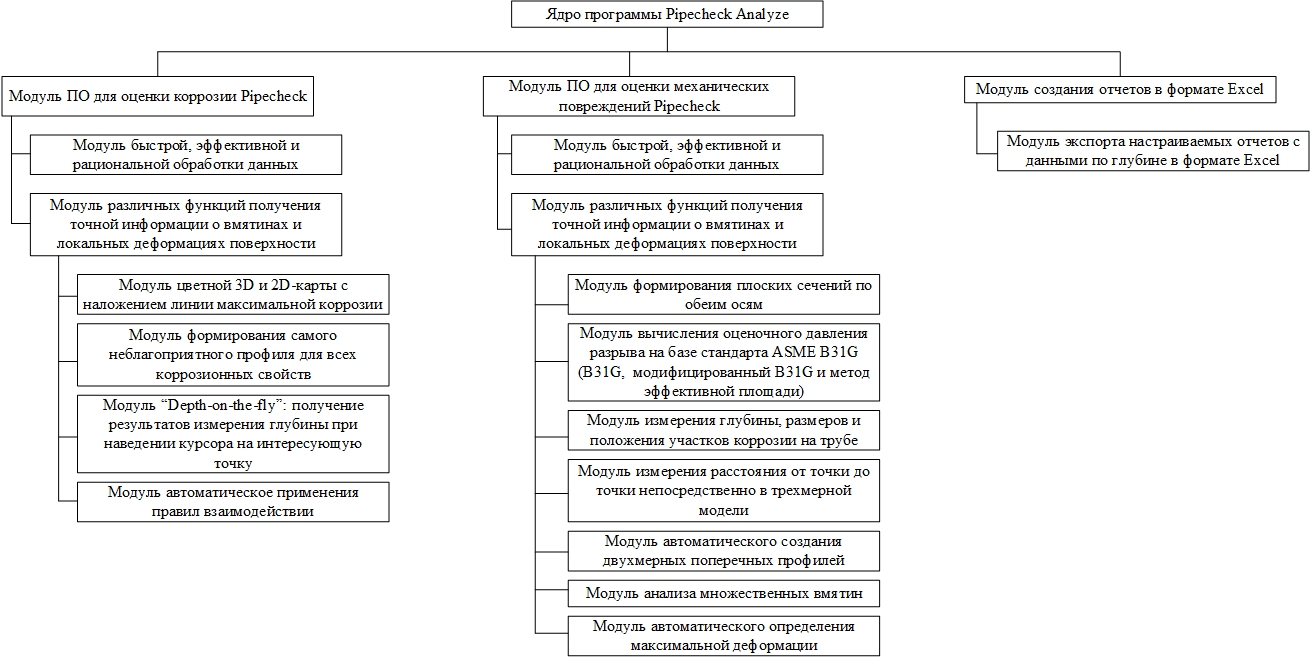 Ядро программы Pipecheck Analyze
Модуль ПО для оценки коррозии Pipecheck
Модуль быстрой, эффективной и
рациональной обработки данных
Модуль различных функций получения
точной информации о вмятинах и
локальных деформациях поверхности
Модуль цветной 3D и 2D-карты с
наложением линии максимальной коррозии
Модуль формирования самого
неблагоприятного профиля для всех
коррозионных свойств
Модуль “Depth-on-the-fly”: получение
результатов измерения глубины при
наведении курсора на интересующую
точку
Модуль автоматическое применения
правил взаимодействии
Модуль ПО для оценки механических
повреждений Pipecheck
Модуль быстрой, эффективной и
рациональной обработки данных
Модуль различных функций получения
точной информации о вмятинах и
локальных деформациях поверхности
Модуль формирования плоских сечений по
обеим осям
Модуль вычисления оценочного давления
разрыва на базе стандарта ASME B31G
(B31G, модифицированный B31G и метод
эффективной площади)
Модуль измерения глубины, размеров и
положения участков коррозии на трубе
Модуль измерения расстояния от точки до
точки непосредственно в трехмерной
модели
Модуль автоматического создания
двухмерных поперечных профилей
Модуль анализа множественных вмятин
Модуль автоматического определения
максимальной деформации
Модуль создания отчетов в формате Excel
Модуль экспорта настраиваемых отчетов с
данными по глубине в формате Excel